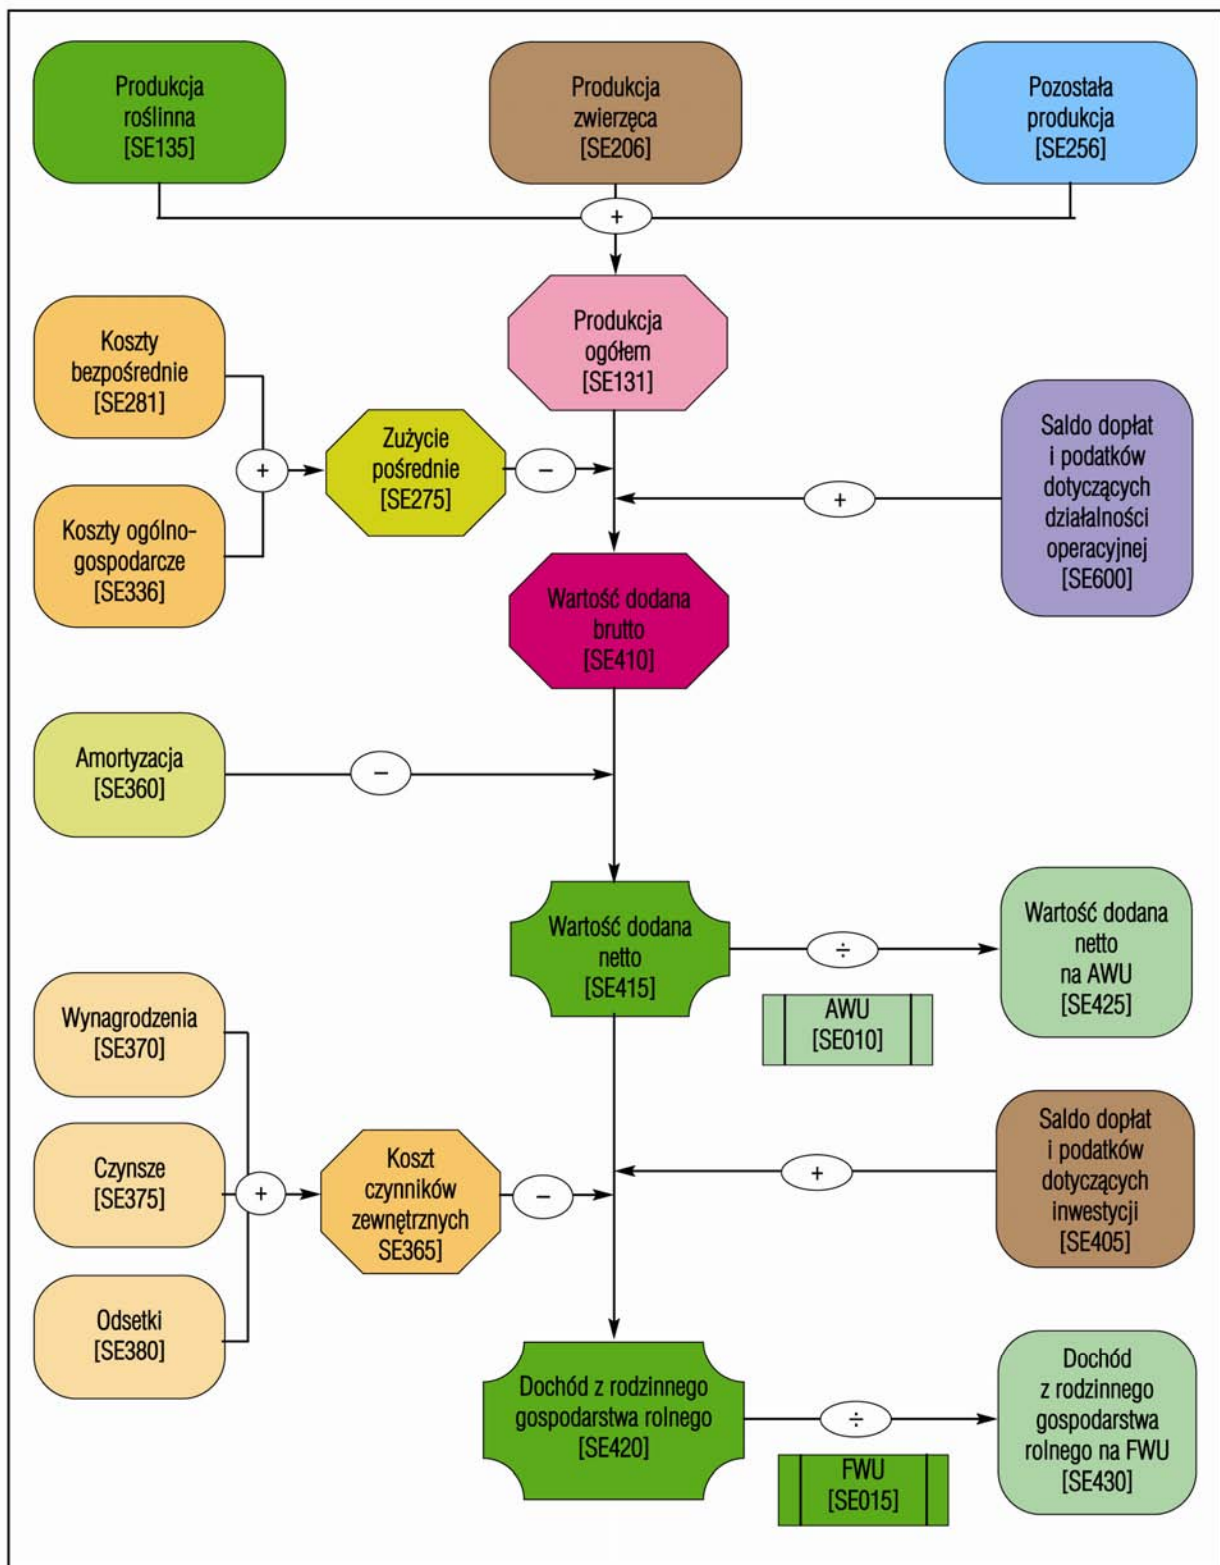 Produkcja
roślinna
[SE135]
Produkcja
zwierzęca
[SE206]
Pozostała
produkcja
[SE256]
+
Produkcja
ogółem
[SE131]
Koszty
bezpośrednie
[SE281]
+
Koszty ogólno-
gospodarcze
[SE336]
Zużycie
pośrednie
[SE275]
−
+
Saldo dopłat
i podatków
dotyczących
działalności
operacyjnej
[SE600]
Wartość dodana
brutto
[SE410]
Amortyzacja
[SE360]
−
Wartość dodana
netto
[SE415]
÷
AWU
[SE010]
Wartość dodana
netto
na AWU
[SE425]
Wynagrodzenia
[SE370]
Czynsze
[SE375]
Odsetki
[SE380]
+
Koszt
czynników
zewnętrznych
SE365]
−
+
Saldo dopłat
i podatków
dotyczących
inwestycji
[SE405]
Dochód z rodzinnego
gospodarstwa rolnego
[SE420]
÷
FWU
[SE015]
Dochód
z rodzinnego
gospodarstwa
rolnego na FWU
[SE430]